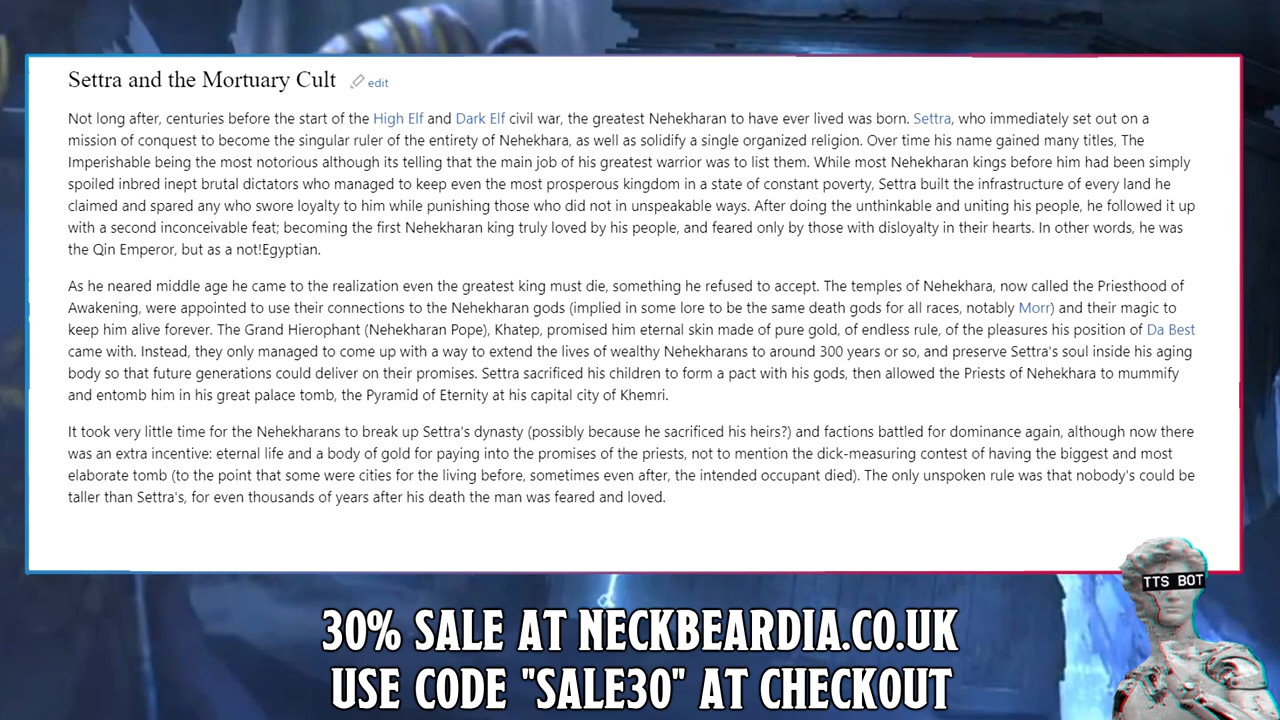 Settra and the Mortuary Cult edit
Not long after, centuries before the start of the High Elf and Dark Elf civil war, the greatest Nehekharan to have ever lived was born. Settra, who immediately set out on a
mission of conquest to become the singular ruler of the entirety of Nehekhara, as well as solidify a single organized religion. Over time his name gained many titles, The
Imperishable being the most notorious although its telling that the main job of his greatest warrior was to list them. While most Nehekharan kings before him had been simply
spoiled inbred inept brutal dictators who managed to keep even the most prosperous kingdom in a state of constant poverty, Settra built the infrastructure of every land he
claimed and spared any who swore loyalty to him while punishing those who did not in unspeakable ways. After doing the unthinkable and uniting his people, he followed it up
with a second inconceivable feat; becoming the first Nehekharan king truly loved by his people, and feared only by those with disloyalty in their hearts. In other words, he was
the Qin Emperor, but as a not!Egyptian.
As he neared middle age he came to the realization even the greatest king must die, something he refused to accept. The temples of Nehekhara, now called the Priesthood of
Awakening, were appointed to use their connections to the Nehekharan gods (implied in some lore to be the same death gods for all races, notably Morr) and their magic to
keep him alive forever. The Grand Hierophant (Nehekharan Pope), Khatep, promised him eternal skin made of pure gold, of endless rule, of the pleasures his position of Da Best
came with. Instead, they only managed to come up with a way to extend the lives of wealthy Nehekharans to around 300 years or so, and preserve Settra's soul inside his aging
body so that future generations could deliver on their promises. Settra sacrificed his children to form a pact with his gods, then allowed the Priests of Nehekhara to mummify
and entomb him in his great palace tomb, the Pyramid of Eternity at his capital city of Khemri.
It took very little time for the Nehekharans to break up Settra's dynasty (possibly because he sacrificed his heirs?) and factions battled for dominance again, although now there
was an extra incentive: eternal life and a body of gold for paying into the promises of the priests, not to mention the dick-measuring contest of having the biggest and most
elaborate tomb (to the point that some were cities for the living before, sometimes even after, the intended occupant died). The only unspoken rule was that nobody's could be
taller than Settra's, for even thousands of years after his death the man was feared and loved.
TTS BOT
30% SALE AT NECKBEARDIA.CO.UK
USE CODE "SALE30" AT CHECKOUT